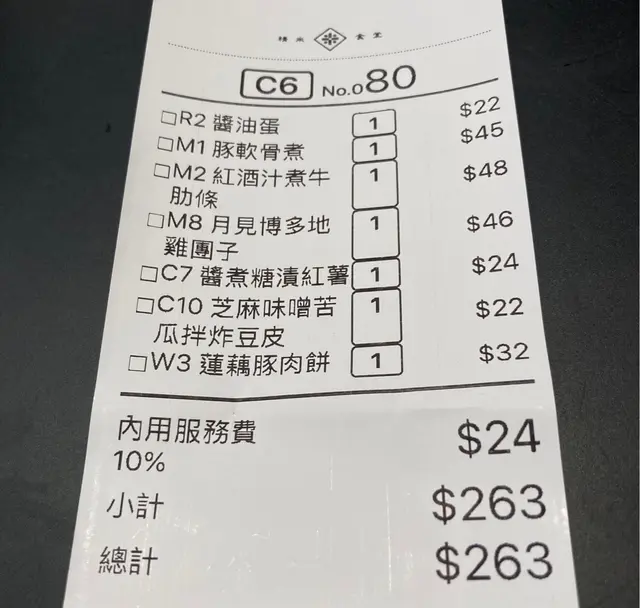 精米 食堂
C6 No.080
□R2 醬油蛋 1 $22
□M1 豚軟骨煮 1 $45
□M2 紅酒汁煮牛 1 $48
肋條
□M8 月見博多地 1 $46
雞團子
□C7 醬煮糖漬紅薯 1 $24
□C10 芝麻味噌苦 1 $22
瓜拌炸豆皮
□W3 蓮藕豚肉餅 1 $32
內用服務費 $24
10%
小計 $263
總計 $263